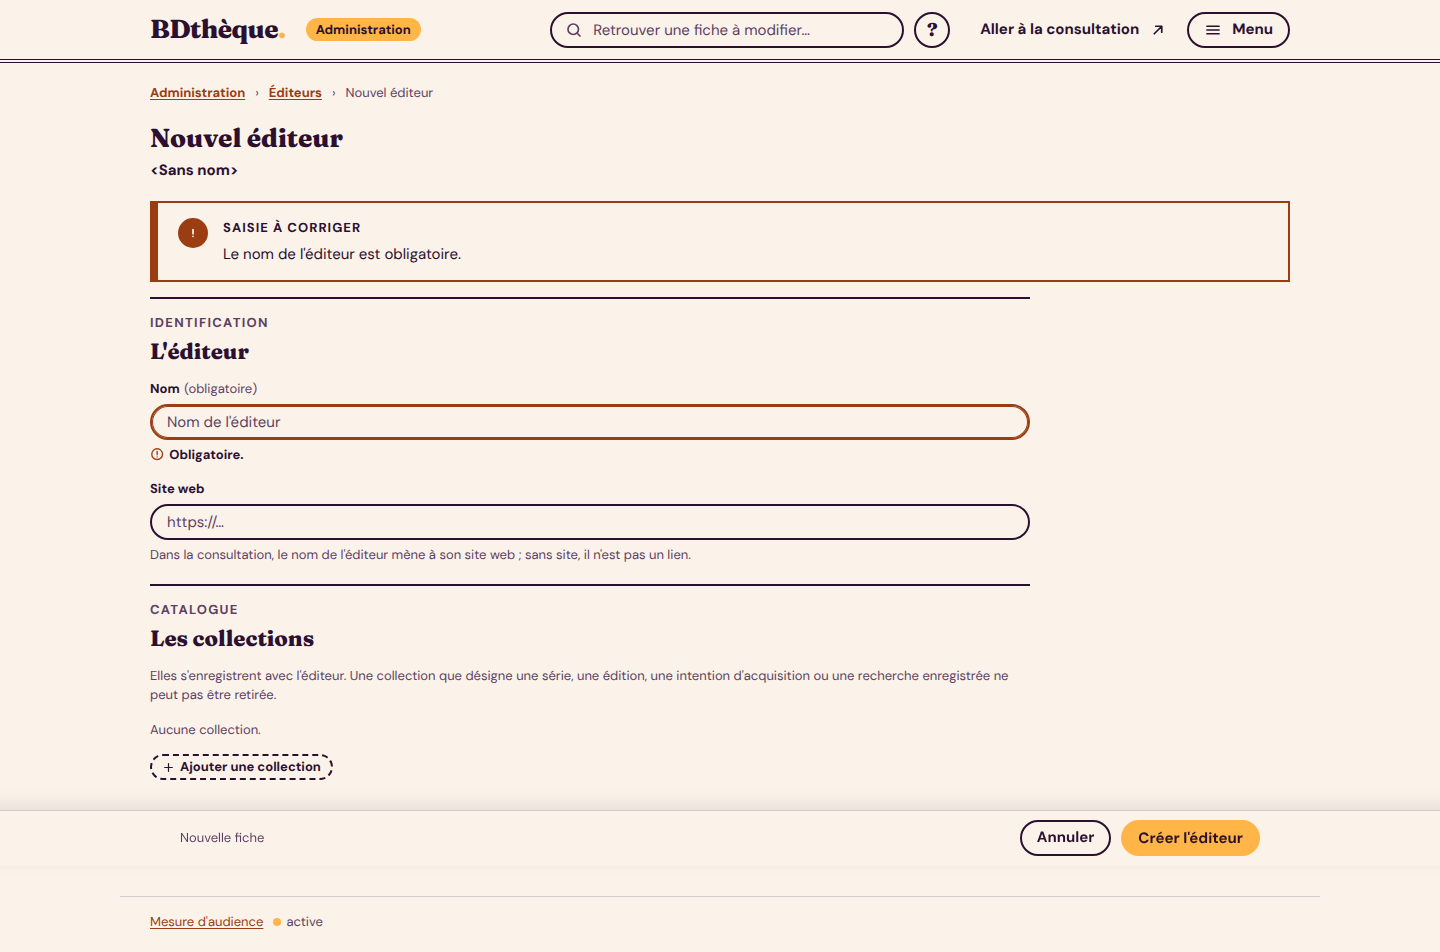 BDthèque.
Administration
Retrouver une fiche à modifier...
?
Aller à la consultation
Menu
Administration › Éditeurs › Nouvel éditeur
Nouvel éditeur
<Sans nom>
!
SAISIE À CORRIGER
Le nom de l'éditeur est obligatoire.
IDENTIFICATION
L'éditeur
Nom (obligatoire)
Nom de l'éditeur
Obligatoire.
Site web
https://...
Dans la consultation, le nom de l'éditeur mène à son site web ; sans site, il n'est pas un lien.
CATALOGUE
Les collections
Elles s'enregistrent avec l'éditeur. Une collection que désigne une série, une édition, une intention d'acquisition ou une recherche enregistrée ne
peut pas être retirée.
Aucune collection.
+ Ajouter une collection
Nouvelle fiche
Annuler
Créer l'éditeur
Mesure d'audience
active